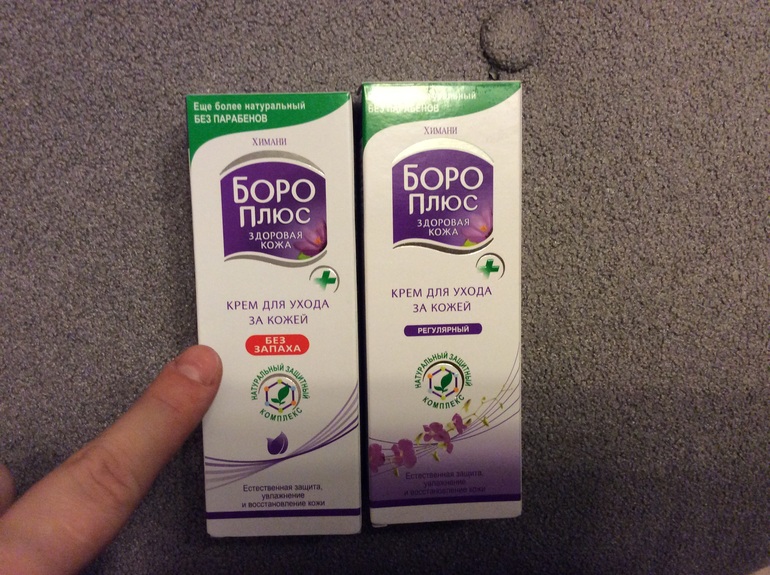 Еще более натуральный
БЕЗ ПАРАБЕНОВ
ХИМАНИ
БОРО
ПЛЮС
ЗДОРОВАЯ
КОЖА
КРЕМ ДЛЯ УХОДА
ЗА КОЖЕЙ
БЕЗ
ЗАПАХА
НАТУРАЛЬНЫЙ ЗАЩИТНЫЙ
КОМПЛЕКС
Естественная защита,
увлажнение
и восстановление кожи
БЕЗ ПАРАБЕНОВ
ХИМАНИ
БОРО
ПЛЮС
ЗДОРОВАЯ
КОЖА
КРЕМ ДЛЯ УХОДА
ЗА КОЖЕЙ
РЕГУЛЯРНЫЙ
НАТУРАЛЬНЫЙ ЗАЩИТНЫЙ
КОМПЛЕКС
Естественная защита,
увлажнение
и восстановление кожи